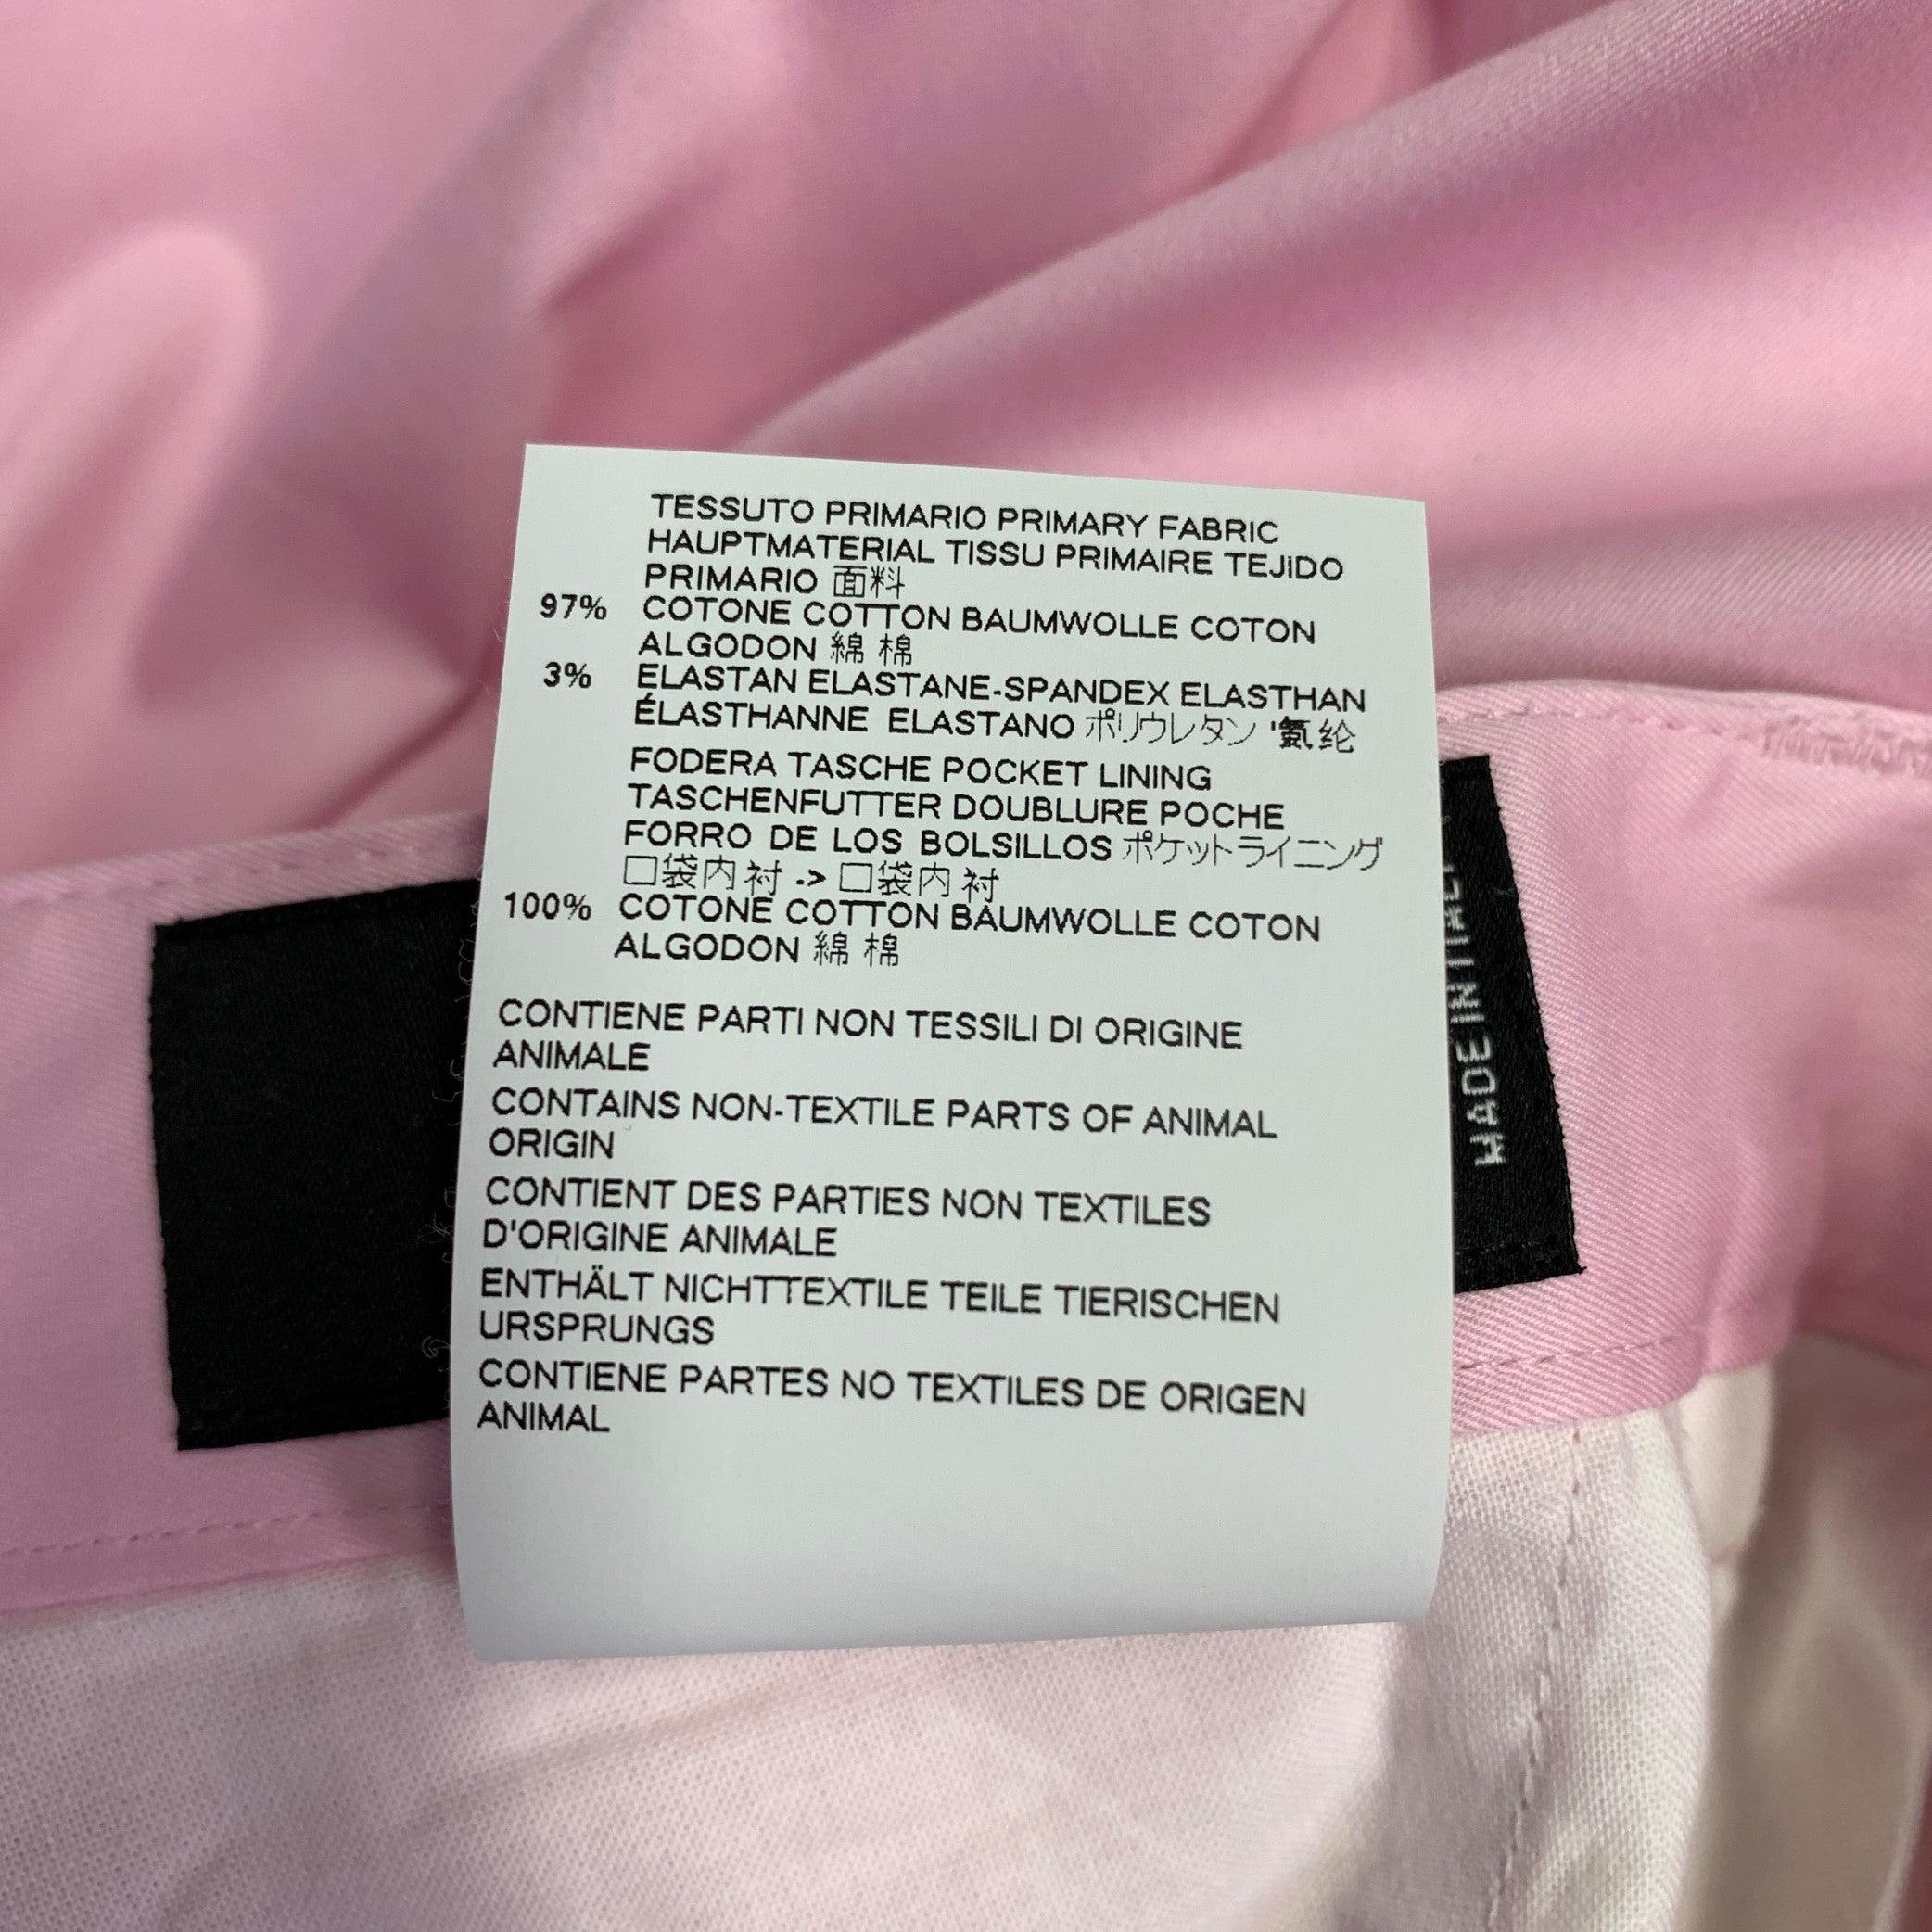 TESSUTO PRIMARIO PRIMARY FABRIC
HAUPTMATERIAL TISSU PRIMAIRE TEJIDO
PRIMARIO 面料
97% COTONE COTTON BAUMWOLLE COTON
ALGODON 綿 棉
3% ELASTAN ELASTANE-SPANDEX ELASTHAN
ÉLASTHANNE ELASTANO ポリウレタン '氨纶
FODERA TASCHE POCKET LINING
TASCHENFUTTER DOUBLURE POCHE
FORRO DE LOS BOLSILLOS ポケットライニング
口袋内衬 -> 口袋内衬
100% COTONE COTTON BAUMWOLLE COTON
ALGODON 綿 棉
CONTIENE PARTI NON TESSILI DI ORIGINE
ANIMALE
CONTAINS NON-TEXTILE PARTS OF ANIMAL
ORIGIN
CONTIENT DES PARTIES NON TEXTILES
D'ORIGINE ANIMALE
ENTHÄLT NICHTTEXTILE TEILE TIERISCHEN
URSPRUNGS
CONTIENE PARTES NO TEXTILES DE ORIGEN
ANIMAL
MADE IN ITALY